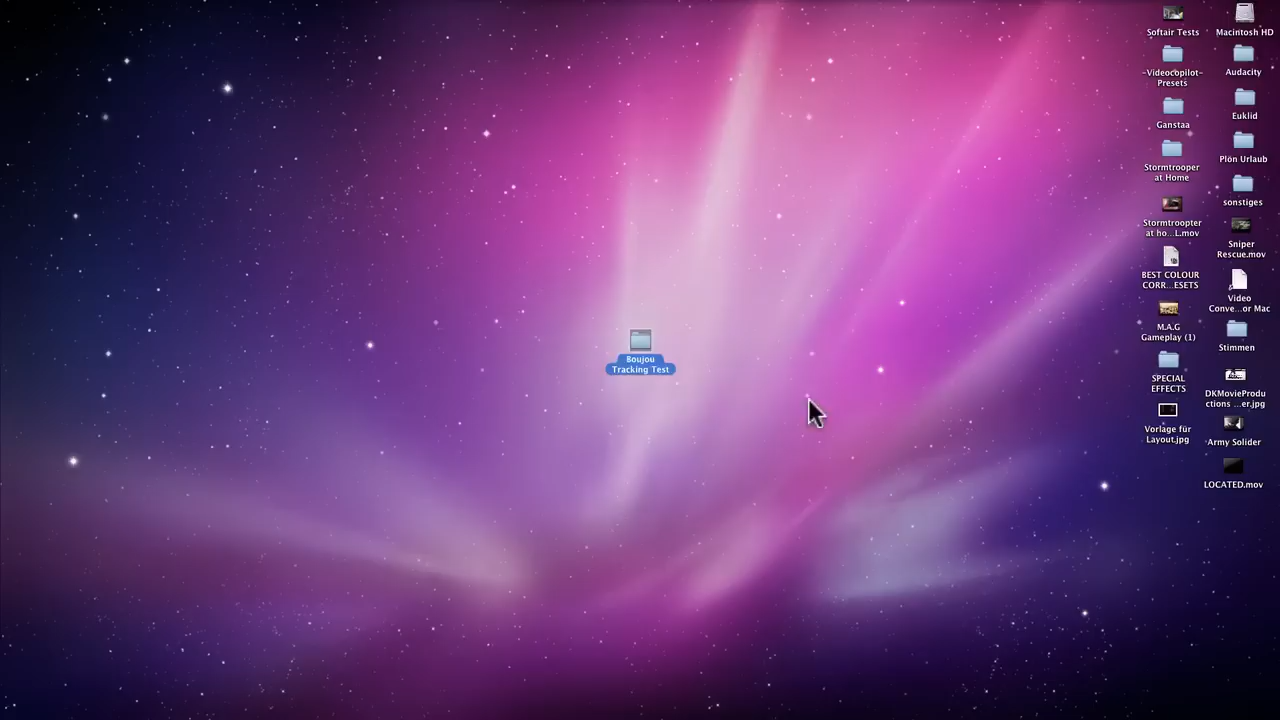 Softair Tests
Macintosh HD
-Videocopilot-
Presets
Audacity
Ganstaa
Euklid
Stormtrooper
at Home
Plön Urlaub
Stormtroopter
at ho...L.mov
sonstiges
BEST COLOUR
CORR...ESETS
Sniper
Rescue.mov
M.A.G
Gameplay (1)
Video
Conve...or Mac
SPECIAL
EFFECTS
Stimmen
Vorlage für
Layout.jpg
DKMovieProdu
ctions ...er.jpg
Army Solider
LOCATED.mov
Boujou
Tracking Test